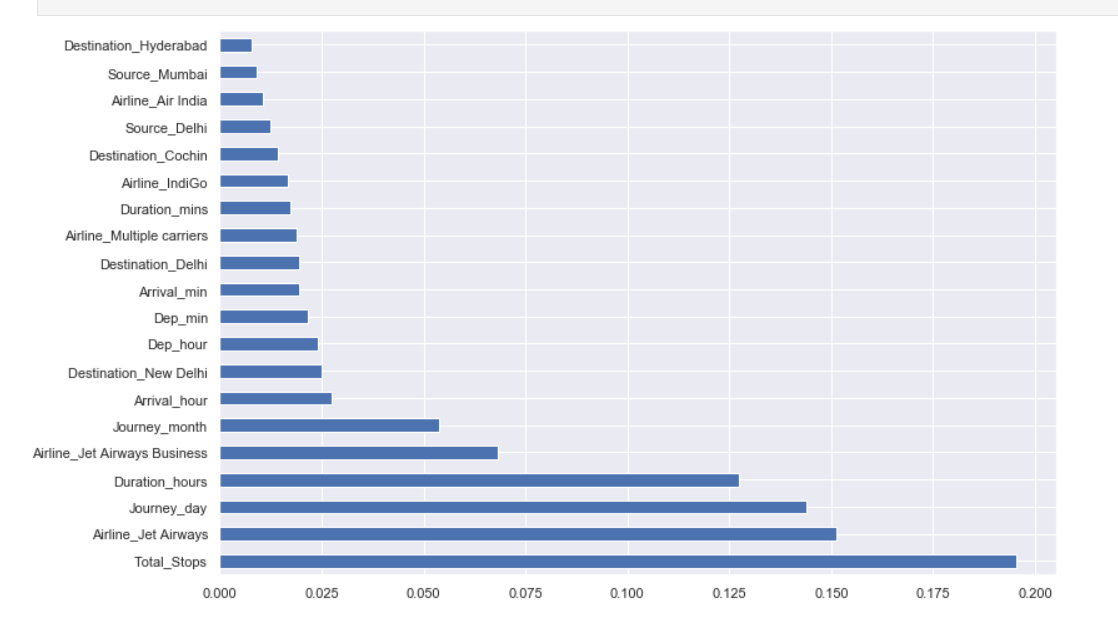 Destination_Hyderabad
Source_Mumbai
Airline_Air India
Source_Delhi
Destination_Cochin
Airline_IndiGo
Duration_mins
Airline_Multiple carriers
Destination_Delhi
Arrival_min
Dep_min
Dep_hour
Destination_New Delhi
Arrival_hour
Journey_month
Airline_Jet Airways Business
Duration_hours
Journey_day
Airline_Jet Airways
Total_Stops
0.000 0.025 0.050 0.075 0.100 0.125 0.150 0.175 0.200